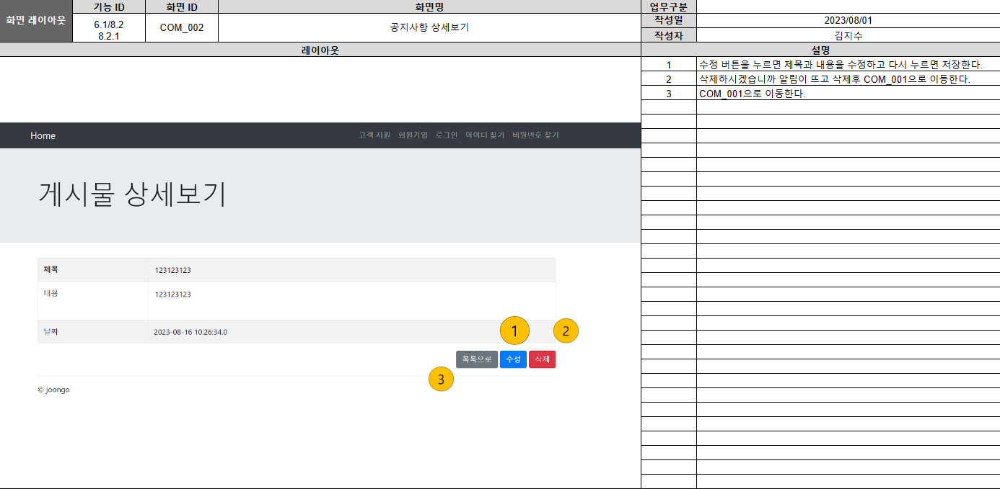 화면 레이아웃
기능 ID
화면 ID
화면명
업무구분
6.1/8.2
8.2.1
COM_002
공지사항 상세보기
작성일
2023/08/01
작성자
김지수
레이아웃
설명
1
수정 버튼을 누르면 제목과 내용을 수정하고 다시 누르면 저장한다.
2
삭제하시겠습니까 알림이 뜨고 삭제후 COM_001으로 이동한다.
3
COM_001으로 이동한다.
Home
고객 지원 회원가입 로그인 아이디 찾기 비밀번호 찾기
게시물 상세보기
제목 123123123
내용 123123123
날짜 2023-08-16 10:26:34.0
1
2
목록으로 수정 삭제
3
© joongo